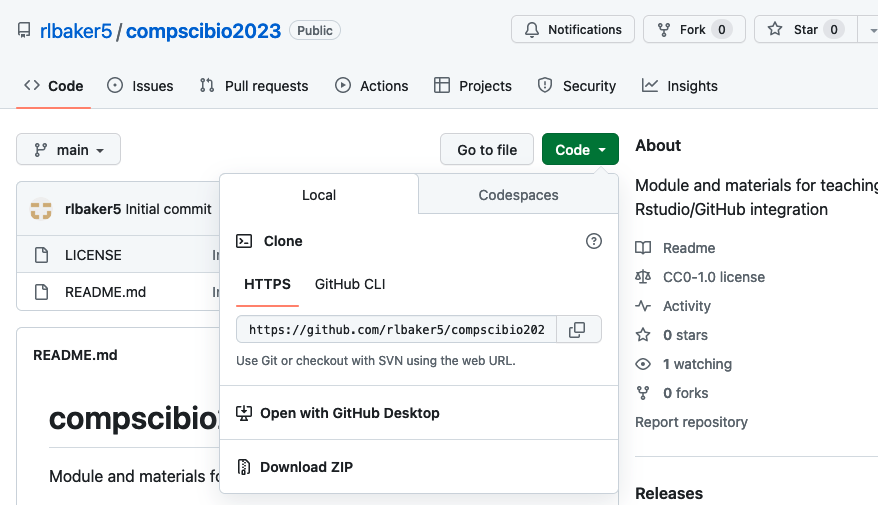 rlbaker5 / compscibio2023 Public
Notifications
Fork 0
Star 0
Code
Issues
Pull requests
Actions
Projects
Security
Insights
main
Go to file
Code
rlbaker5 Initial commit
LICENSE
README.md
README.md
compscibio
Module and materials fo
Local
Codespaces
Clone
HTTPS
GitHub CLI
https://github.com/rlbaker5/compscibio202
Use Git or checkout with SVN using the web URL.
Open with GitHub Desktop
Download ZIP
About
Module and materials for teaching
Rstudio/GitHub integration
Readme
CC0-1.0 license
Activity
0 stars
1 watching
0 forks
Report repository
Releases